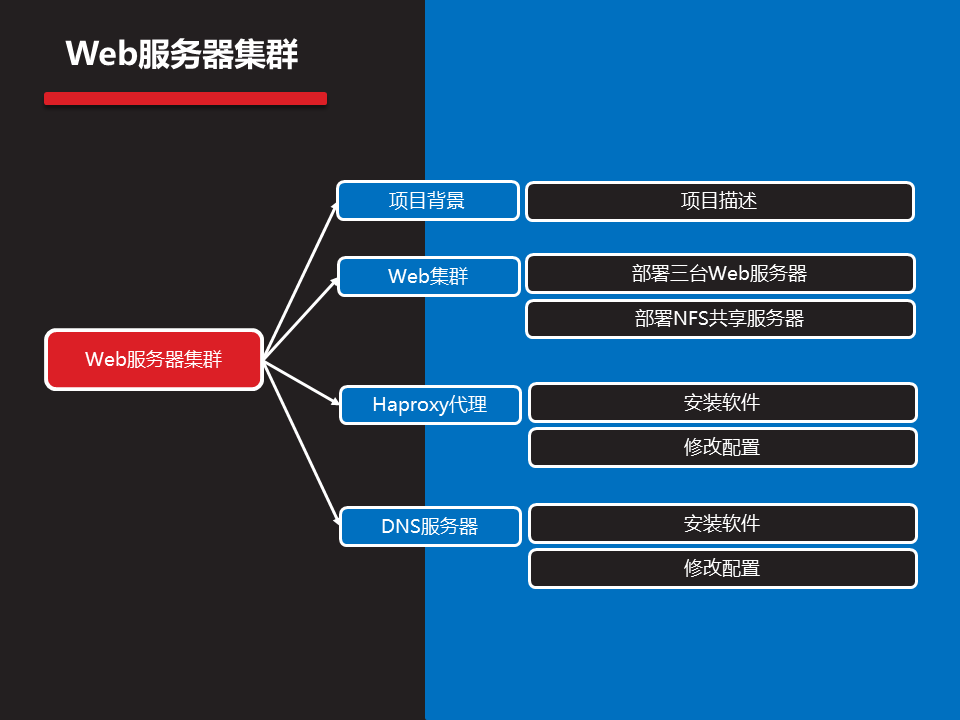 Web服务器集群
项目背景
项目描述
Web集群
部署三台Web服务器
部署NFS共享服务器
Web服务器集群
Haproxy代理
安装软件
修改配置
DNS服务器
安装软件
修改配置